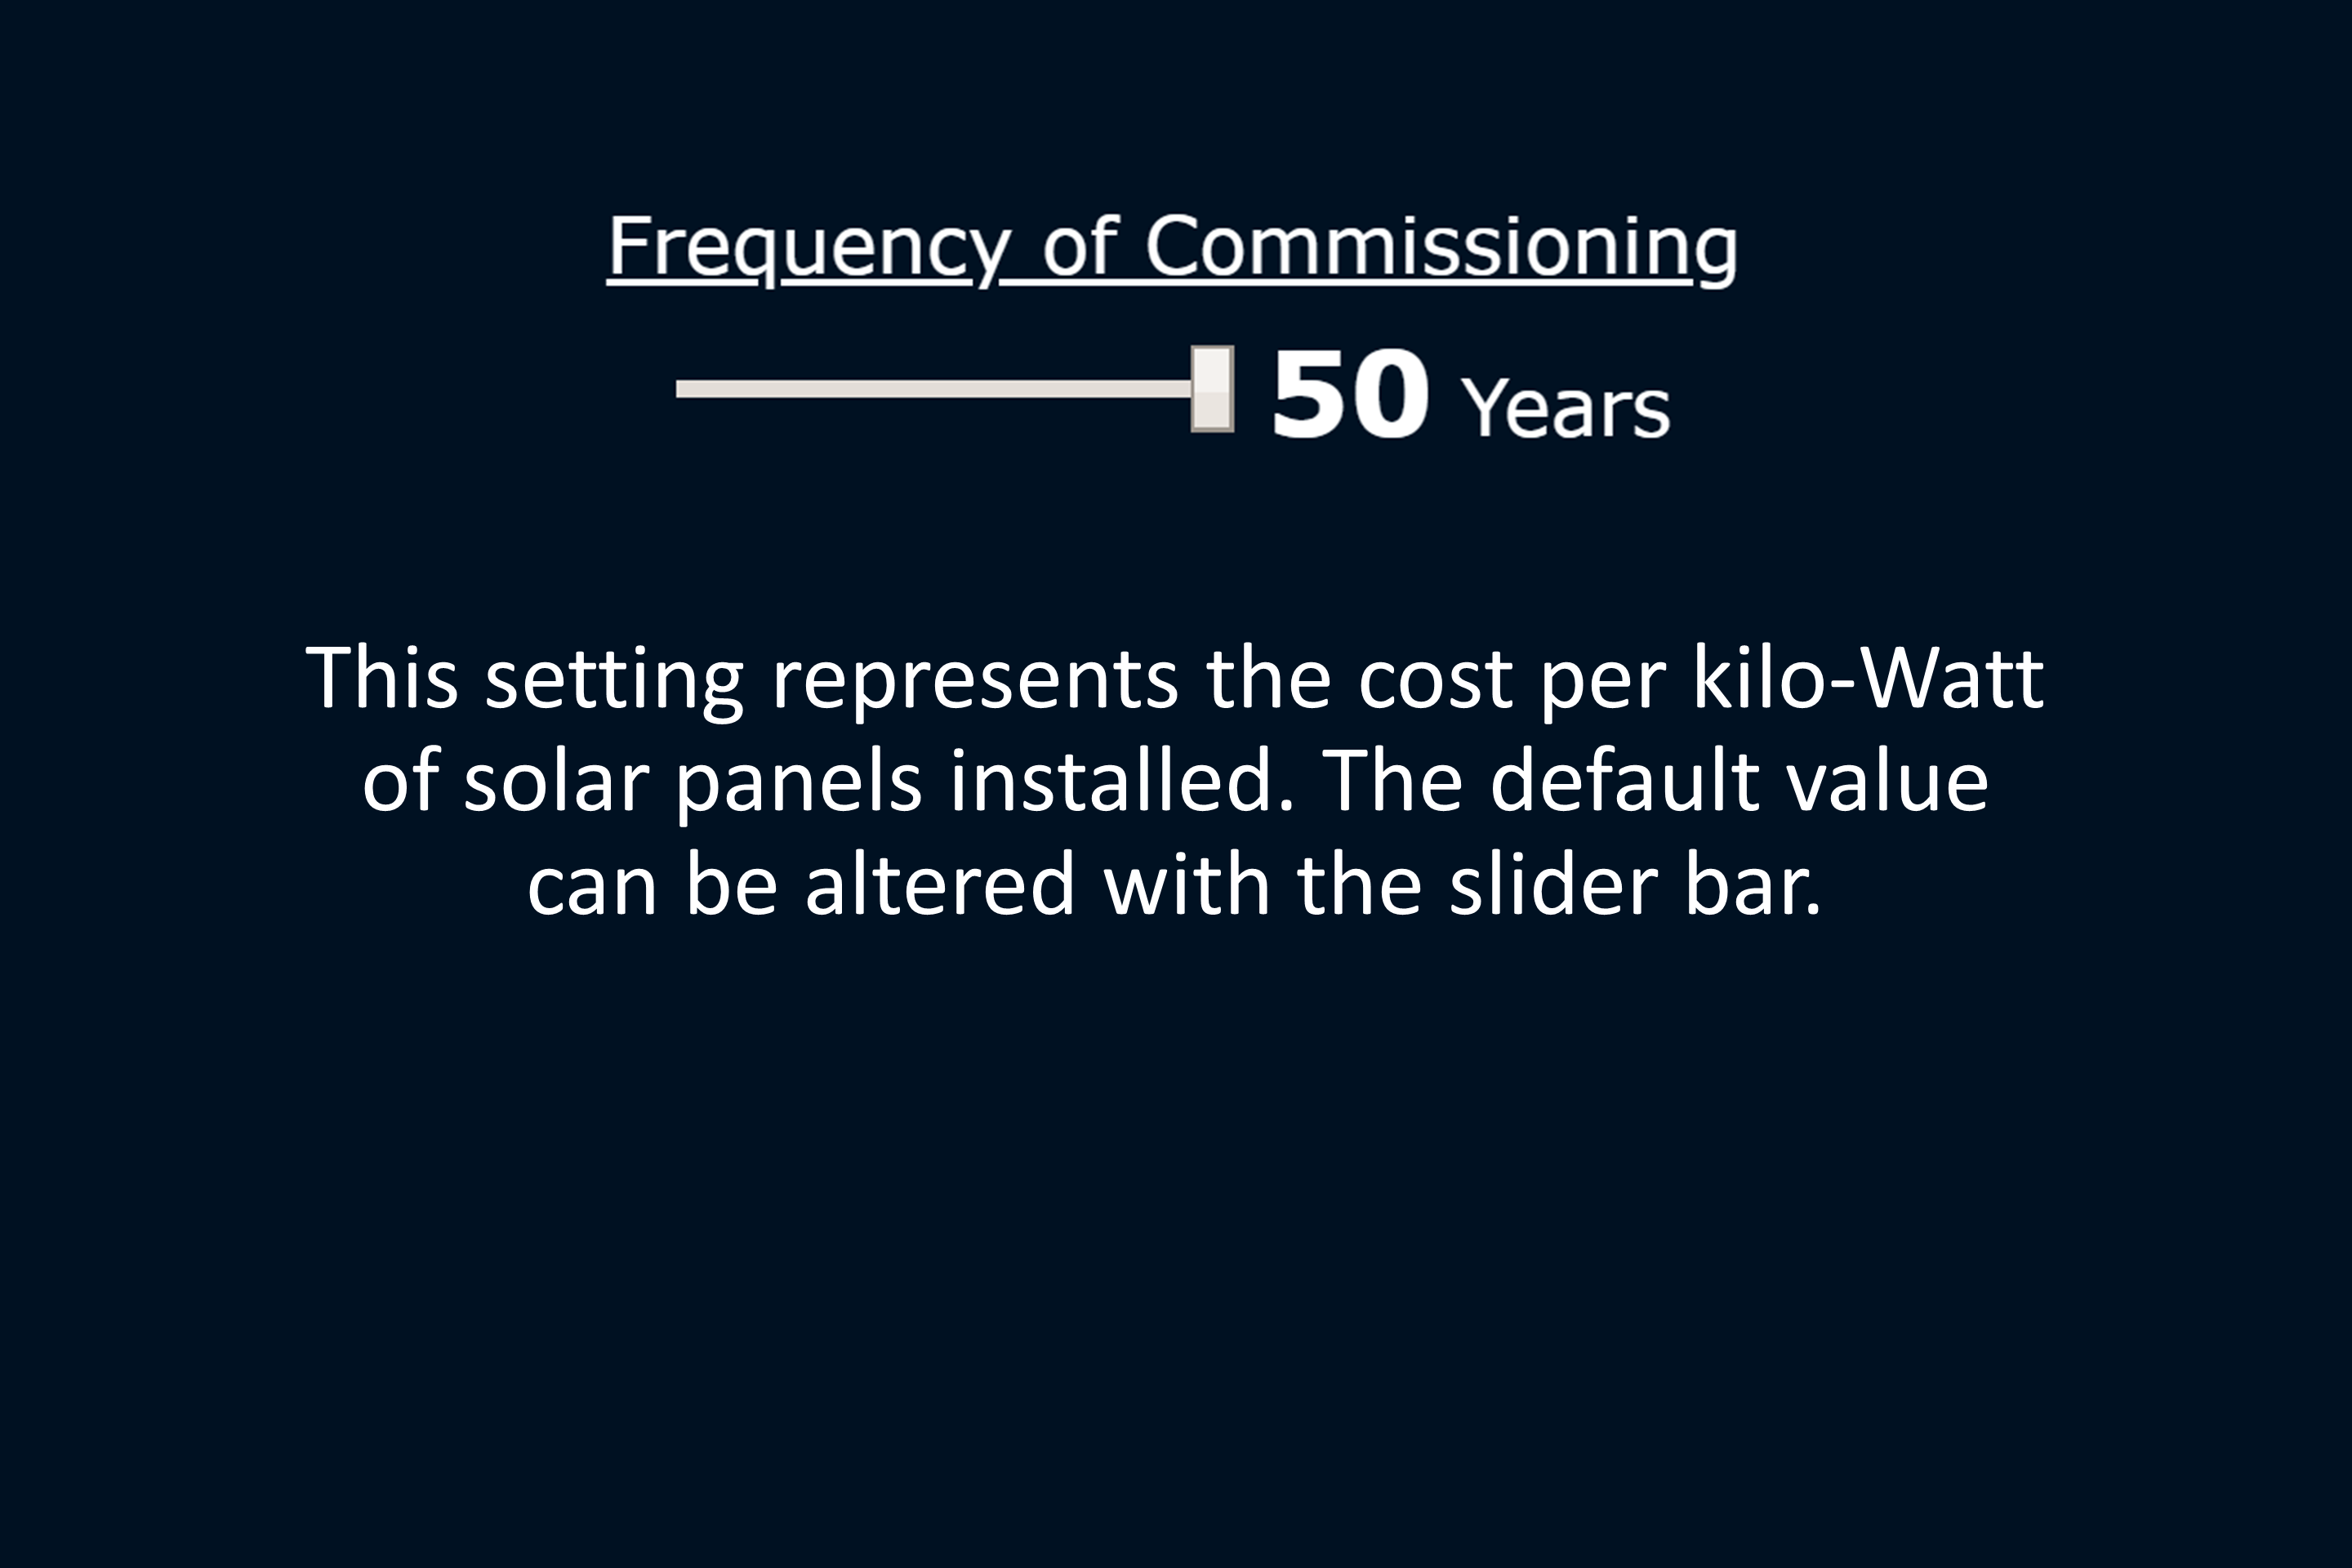 Frequency of Commissioning
50 Years
This setting represents the cost per kilo-Watt
of solar panels installed. The default value
can be altered with the slider bar.